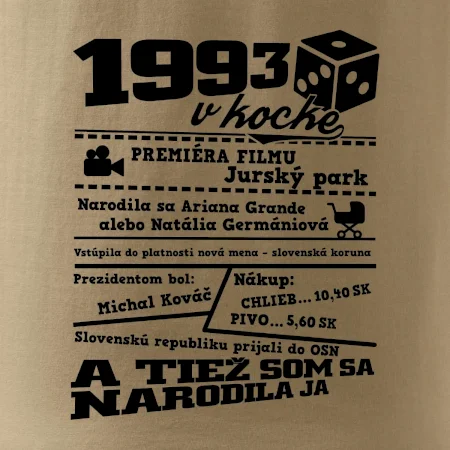 1993
v kocke
PREMIÉRA FILMU
Jurský park
Narodila sa Ariana Grande
alebo Natália Germániová
Vstúpila do platnosti nová mena - slovenská koruna
Prezidentom bol:
Michal Kováč
Nákup:
CHLIEB... 10,40 SK
PIVO... 5,60 SK
Slovenskú republiku prijali do OSN
A TIEŽ SOM SA
NARODILA JA